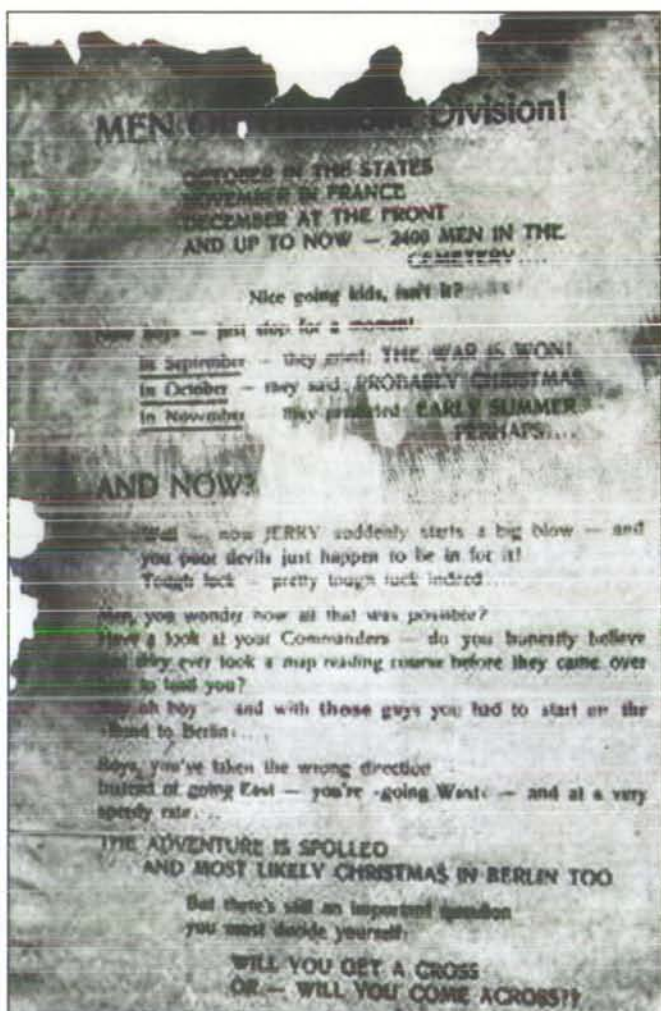 MEN OF Division!
OCTOBER IN THE STATES
NOVEMBER IN FRANCE
DECEMBER AT THE FRONT
AND UP TO NOW — 2400 MEN IN THE
CEMETERY....
Nice going kids, isn't it?
Now boys — just stop for a moment
In September — they cried: THE WAR IS WON!
In October — they said: PROBABLY CHRISTMAS
In November — they predicted: EARLY SUMMER
PERHAPS....
AND NOW?
Well — now JERRY suddenly starts a big blow — and
you poor devils just happen to be in for it!
Tough luck — pretty tough luck indeed....
Men, you wonder how all that was possible?
Have a look at your Commanders — do you honestly believe
that they ever took a map reading course before they came over
to lead you?
oh boy — and with those guys you had to start on the
»Road to Berlin«....
Boys, you've taken the wrong direction
Instead of going East — you're »going West« — and at a very
speedy rate....
THE ADVENTURE IS SPOLLED
AND MOST LIKELY CHRISTMAS IN BERLIN TOO
But there's still an important question
you must decide yourself:
WILL YOU GET A CROSS
OR — WILL YOU COME ACROSS??